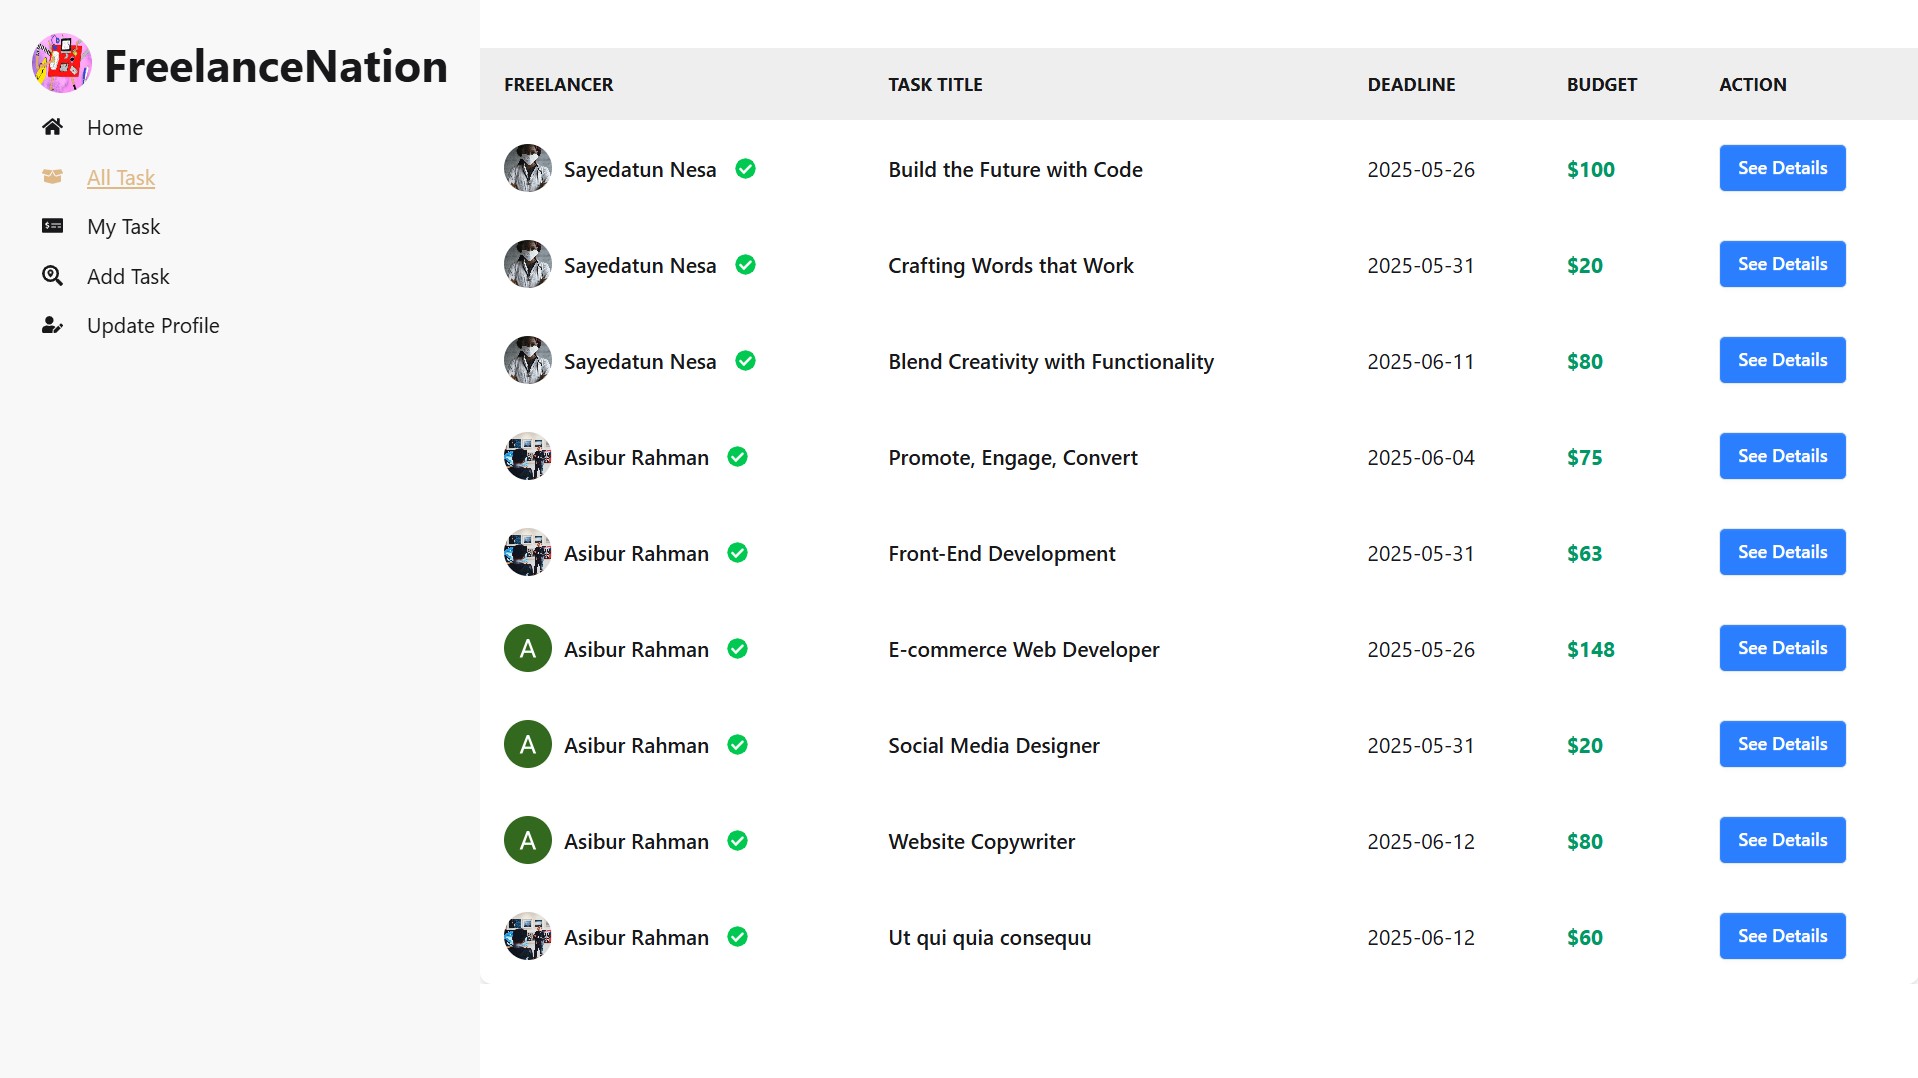 FreelanceNation
Home
All Task
My Task
Add Task
Update Profile
FREELANCER TASK TITLE DEADLINE BUDGET ACTION
Sayedatun Nesa Build the Future with Code 2025-05-26 $100 See Details
Sayedatun Nesa Crafting Words that Work 2025-05-31 $20 See Details
Sayedatun Nesa Blend Creativity with Functionality 2025-06-11 $80 See Details
Asibur Rahman Promote, Engage, Convert 2025-06-04 $75 See Details
Asibur Rahman Front-End Development 2025-05-31 $63 See Details
A Asibur Rahman E-commerce Web Developer 2025-05-26 $148 See Details
A Asibur Rahman Social Media Designer 2025-05-31 $20 See Details
A Asibur Rahman Website Copywriter 2025-06-12 $80 See Details
Asibur Rahman Ut qui quia consequu 2025-06-12 $60 See Details